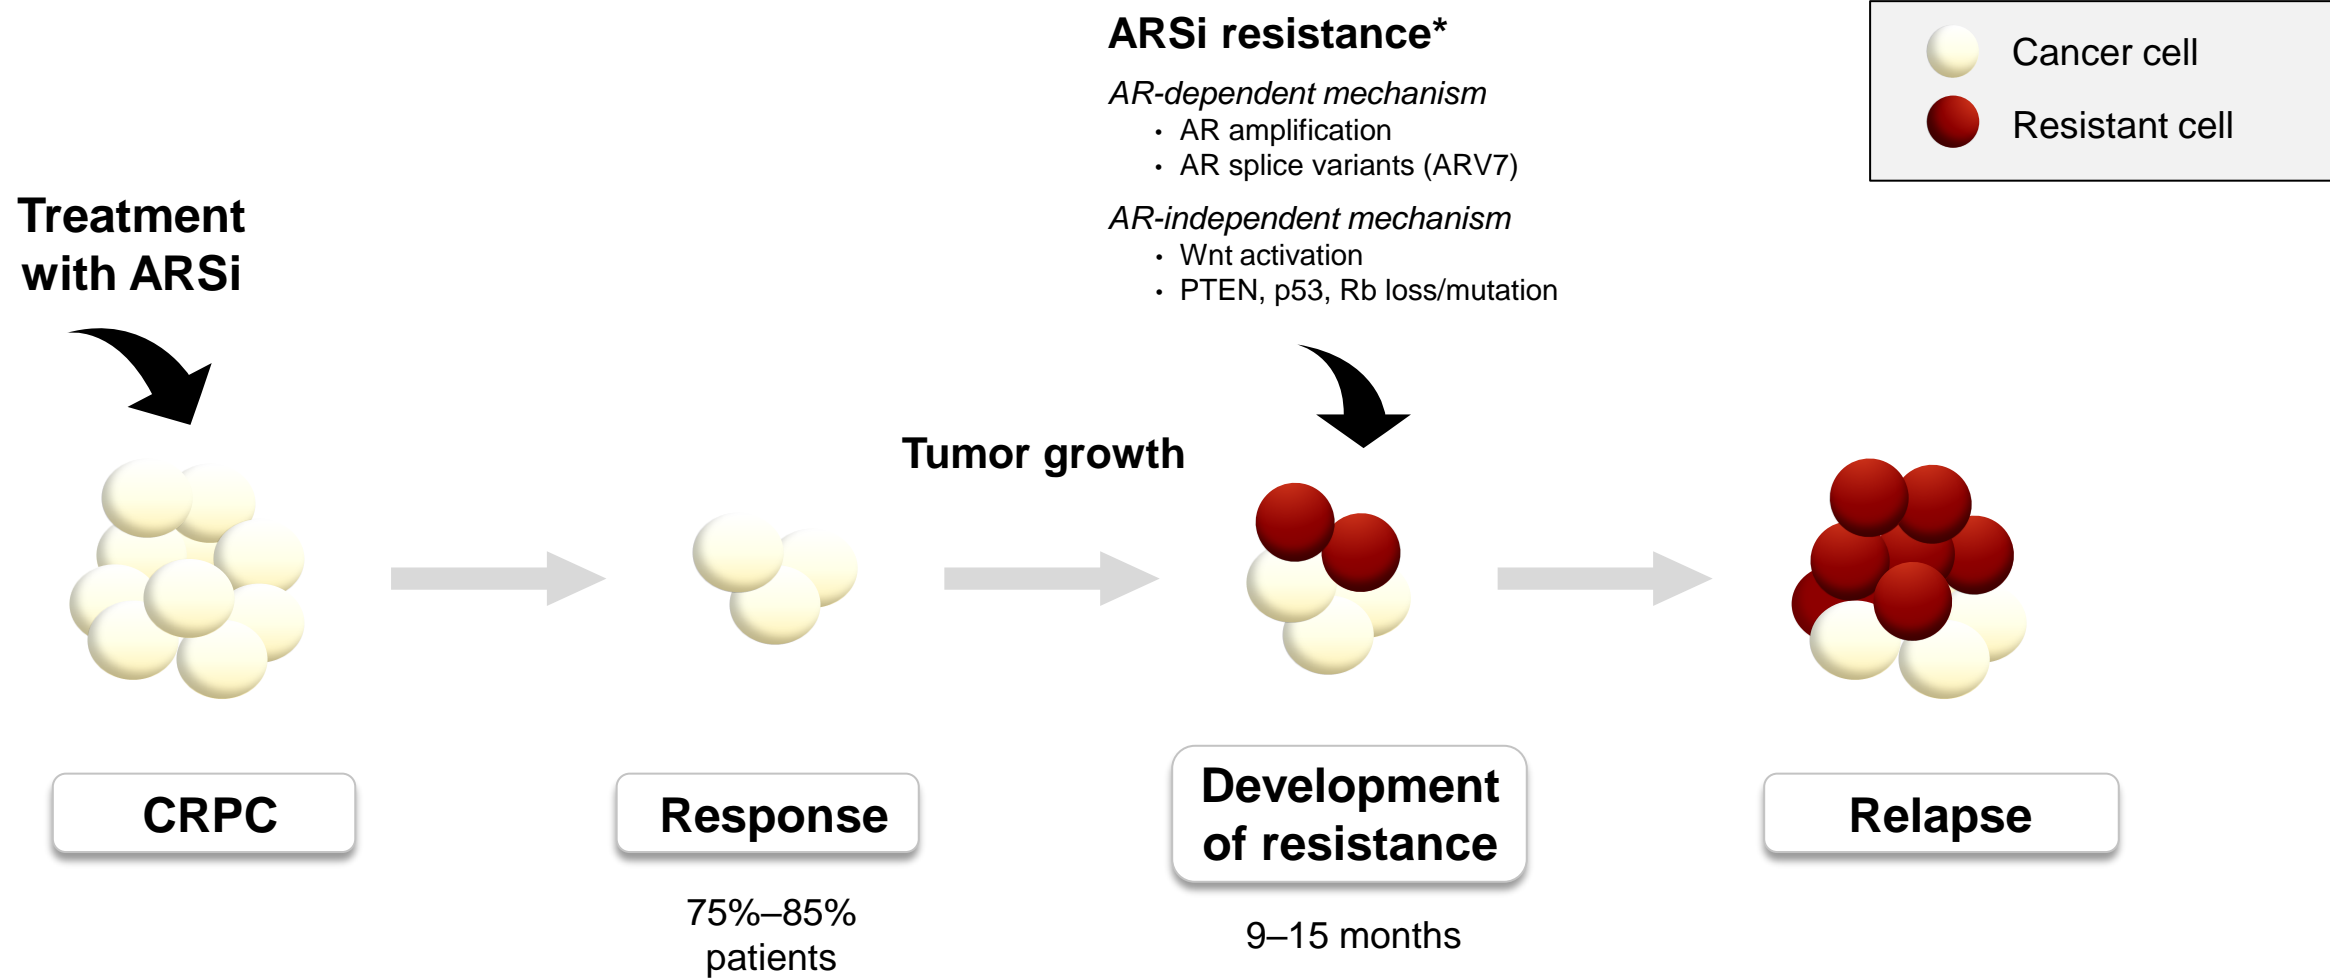 Treatment
with ARSi
ARSi resistance*
AR-dependent mechanism
• AR amplification
• AR splice variants (ARV7)
AR-independent mechanism
• Wnt activation
• PTEN, p53, Rb loss/mutation
Cancer cell
Resistant cell
Tumor growth
CRPC
Response
75%–85%
patients
Development
of resistance
9–15 months
Relapse